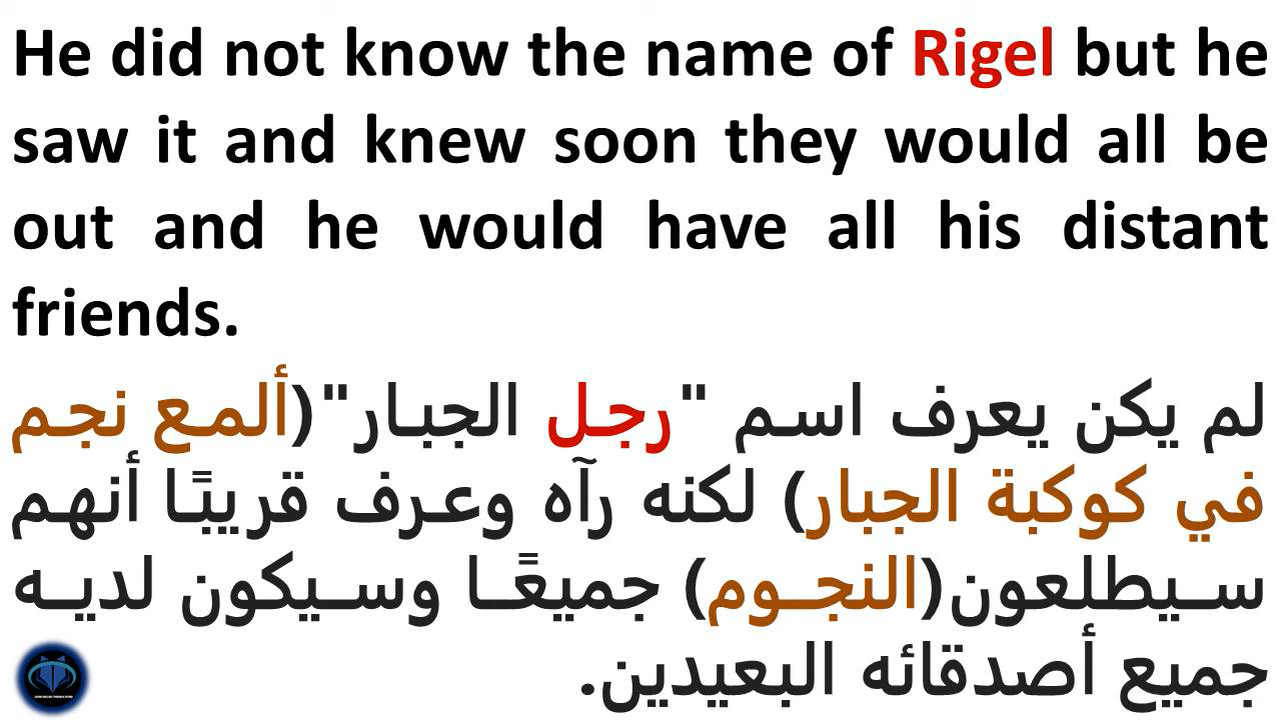 He did not know the name of Rigel but he
saw it and knew soon they would all be
out and he would have all his distant
friends.
لم يكن يعرف اسم "رجل الجبار"(ألمع نجم
في كوكبة الجبار) لكنه رآه وعرف قريبًا أنهم
سيطلعون(النجوم) جميعًا وسيكون لديه
جميع أصدقائه البعيدين.